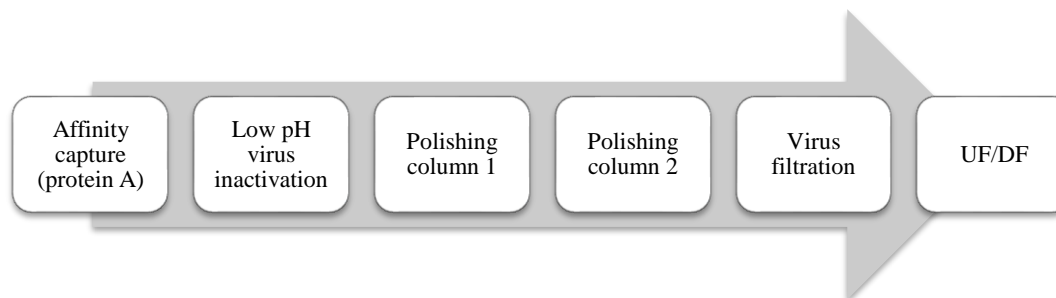 Affinity
capture
(protein A)
Low pH
virus
inactivation
Polishing
column 1
Polishing
column 2
Virus
filtration
UF/DF